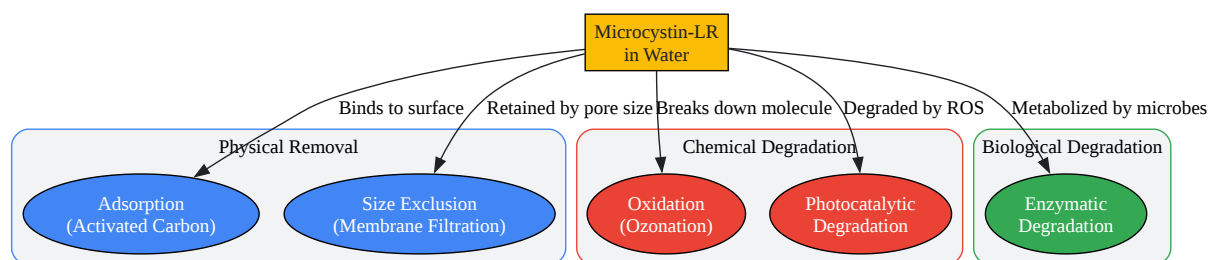 Microcystin-LR
in Water
Binds to surface
Retained by pore size
Breaks down molecule
Degraded by ROS
Metabolized by microbes
Physical Removal
Chemical Degradation
Biological Degradation
Adsorption
(Activated Carbon)
Size Exclusion
(Membrane Filtration)
Oxidation
(Ozonation)
Photocatalytic
Degradation
Enzymatic
Degradation